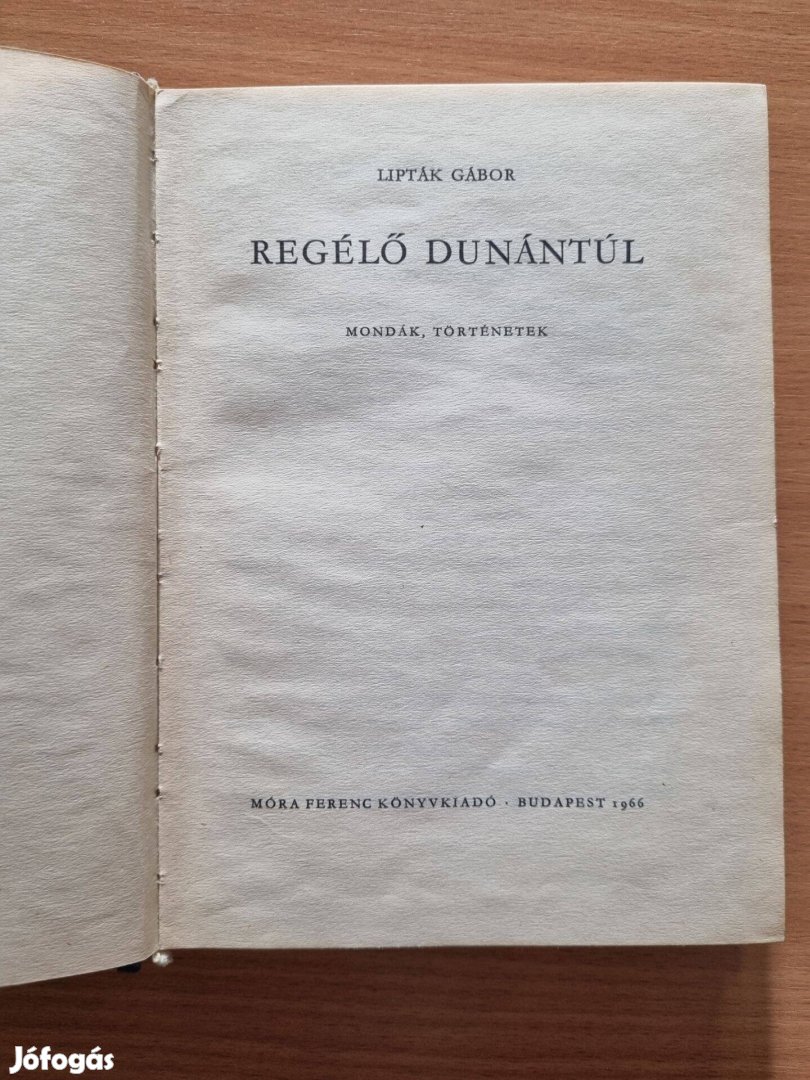 LIPTÁK GÁBOR
REGÉLŐ DUNÁNTÚL
MONDÁK, TÖRTÉNETEK
MÓRA FERENC KÖNYVKIADÓ · BUDAPEST 1966
Jófogás